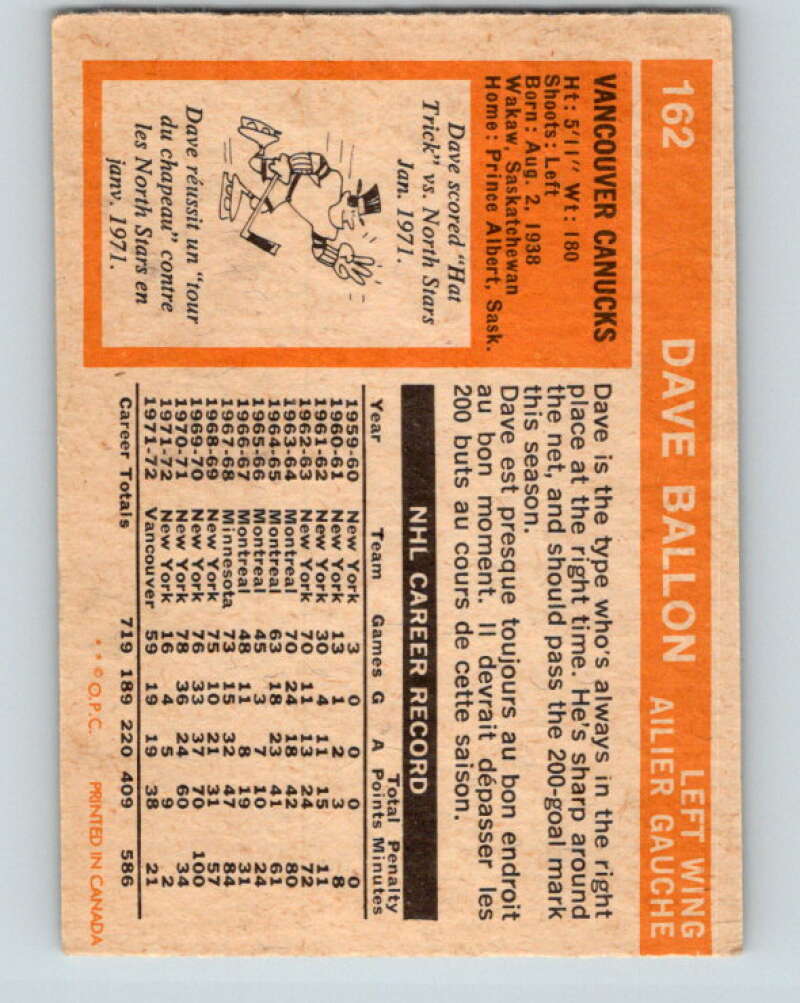 162 DAVE BALLON LEFT WING
AILIER GAUCHE
VANCOUVER CANUCKS
Ht: 5'11" Wt: 180
Shoots: Left
Born: Aug. 2, 1938
Wakaw, Saskatchewan
Home: Prince Albert, Sask.
Dave scored "Hat
Trick" vs. North Stars
Jan. 1971.
Dave réussit un "tour
du chapeau" contre
les North Stars en
janv. 1971.
Dave is the type who's always in the right
place at the right time. He's sharp around
the net, and should pass the 200-goal mark
this season.
Dave est presque toujours au bon endroit
au bon moment. Il devrait dépasser les
200 buts au cours de cette saison.
NHL CAREER RECORD
Total Penalty
Year Team Games G A Points Minutes
1959-60 New York 3 0 0 0 0
1960-61 New York 13 1 2 3 8
1961-62 New York 30 4 11 15 11
1962-63 New York 70 11 13 24 72
1963-64 Montreal 70 24 18 42 80
1964-65 Montreal 63 18 23 41 61
1965-66 Montreal 45 3 7 10 24
1966-67 Montreal 48 11 8 19 31
1967-68 Minnesota 73 15 32 47 84
1968-69 New York 75 10 21 31 57
1969-70 New York 76 33 37 70 100
1970-71 New York 78 36 24 60 34
1971-72 New York 16 4 5 9 2
1971-72 Vancouver 59 19 19 38 21
Career Totals 719 189 220 409 586
* * © O.P.C. PRINTED IN CANADA